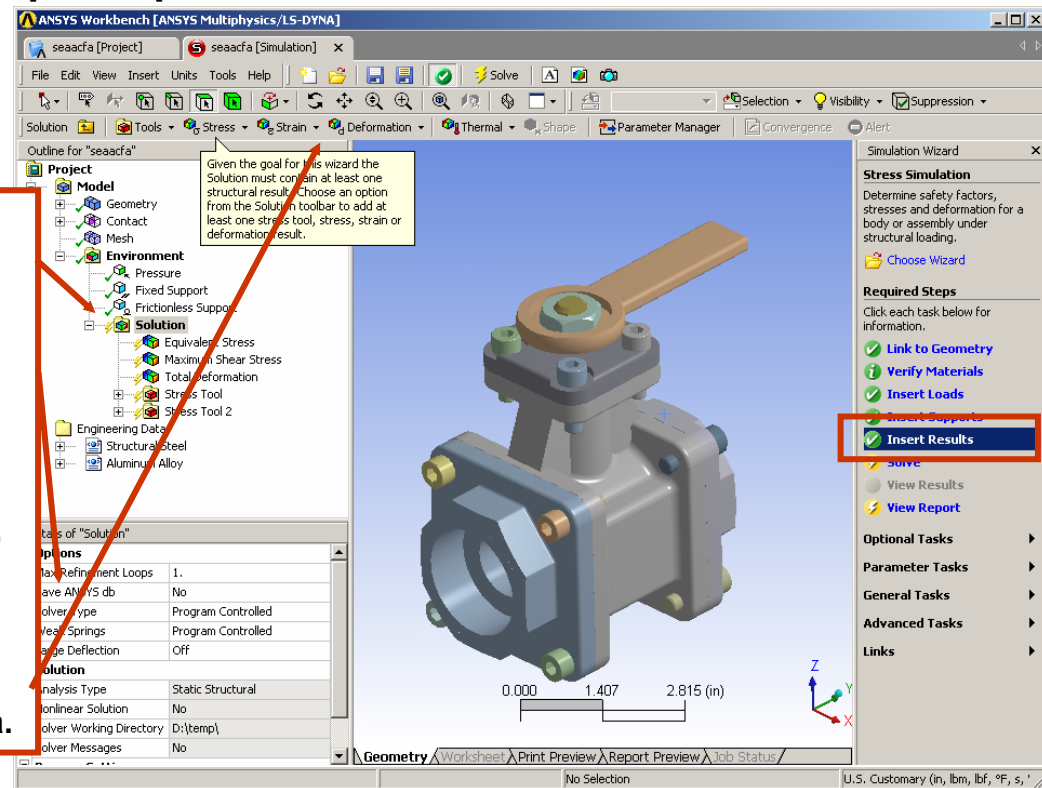 ANSYS Workbench [ANSYS Multiphysics/LS-DYNA]
seaacfa [Project]
seaacfa [Simulation]
File Edit View Insert Units Tools Help
Solve
Selection
Visibility
Suppression
Solution
Tools
Stress
Strain
Deformation
Thermal
Shape
Parameter Manager
Convergence
Alert
Outline for "seaacfa"
Project
Model
Geometry
Contact
Mesh
Environment
Pressure
Fixed Support
Frictionless Support
Solution
Equivalent Stress
Maximum Shear Stress
Total Deformation
Stress Tool
Stress Tool 2
Engineering Data
Structural Steel
Aluminum Alloy
Given the goal for this wizard the
Solution must contain at least one
structural result. Choose an option
from the Solution toolbar to add at
least one stress tool, stress, strain or
deformation result.
Simulation Wizard
Stress Simulation
Determine safety factors,
stresses and deformation for a
body or assembly under
structural loading.
Choose Wizard
Required Steps
Click each task below for
information.
Link to Geometry
Verify Materials
Insert Loads
Insert Supports
Insert Results
Solve
View Results
View Report
Optional Tasks
Parameter Tasks
General Tasks
Advanced Tasks
Links
of "Solution"
Refinement Loops 1.
ANSYS db No
Type Program Controlled
Springs Program Controlled
Deflection Off
Analysis Type Static Structural
Nonlinear Solution No
Solver Working Directory D:\temp\
Solver Messages No
0.000 1.407 2.815 (in)
Z
Y
X
Geometry Worksheet Print Preview Report Preview Job Status
No Selection
U.S. Customary (in, lbm, lbf, °F, s, '